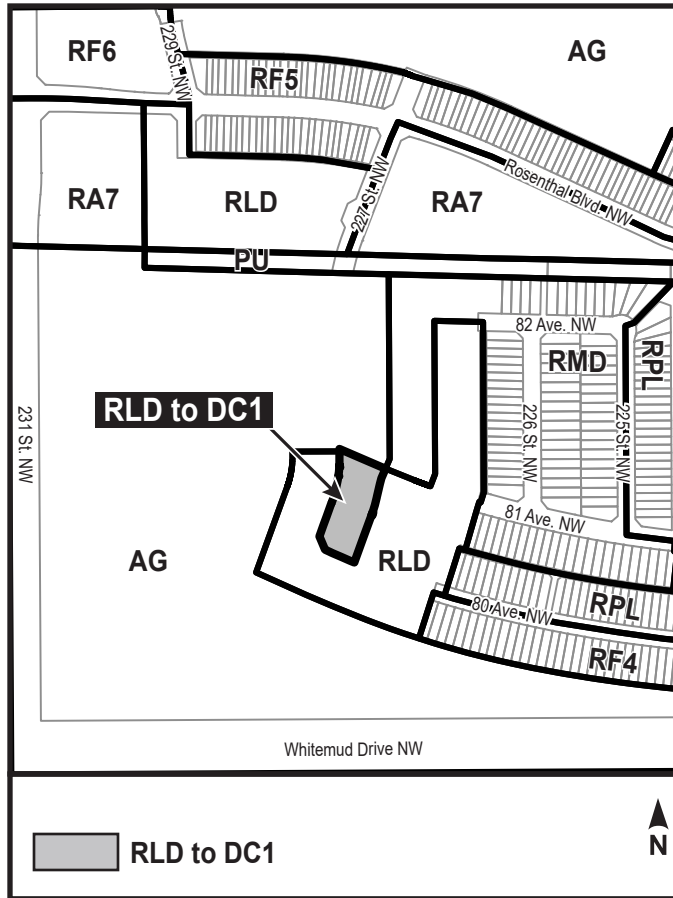 RF6
229 St. NW
AG
RF5
RA7
RLD
227 St. NW
RA7
Rosenthal Blvd. NW
PU
82 Ave. NW
RMD
RPL
RLD to DC1
231 St. NW
226 St. NW
225 St. NW
81 Ave. NW
AG
RLD
RPL
80 Ave. NW
RF4
Whitemud Drive NW
RLD to DC1
N